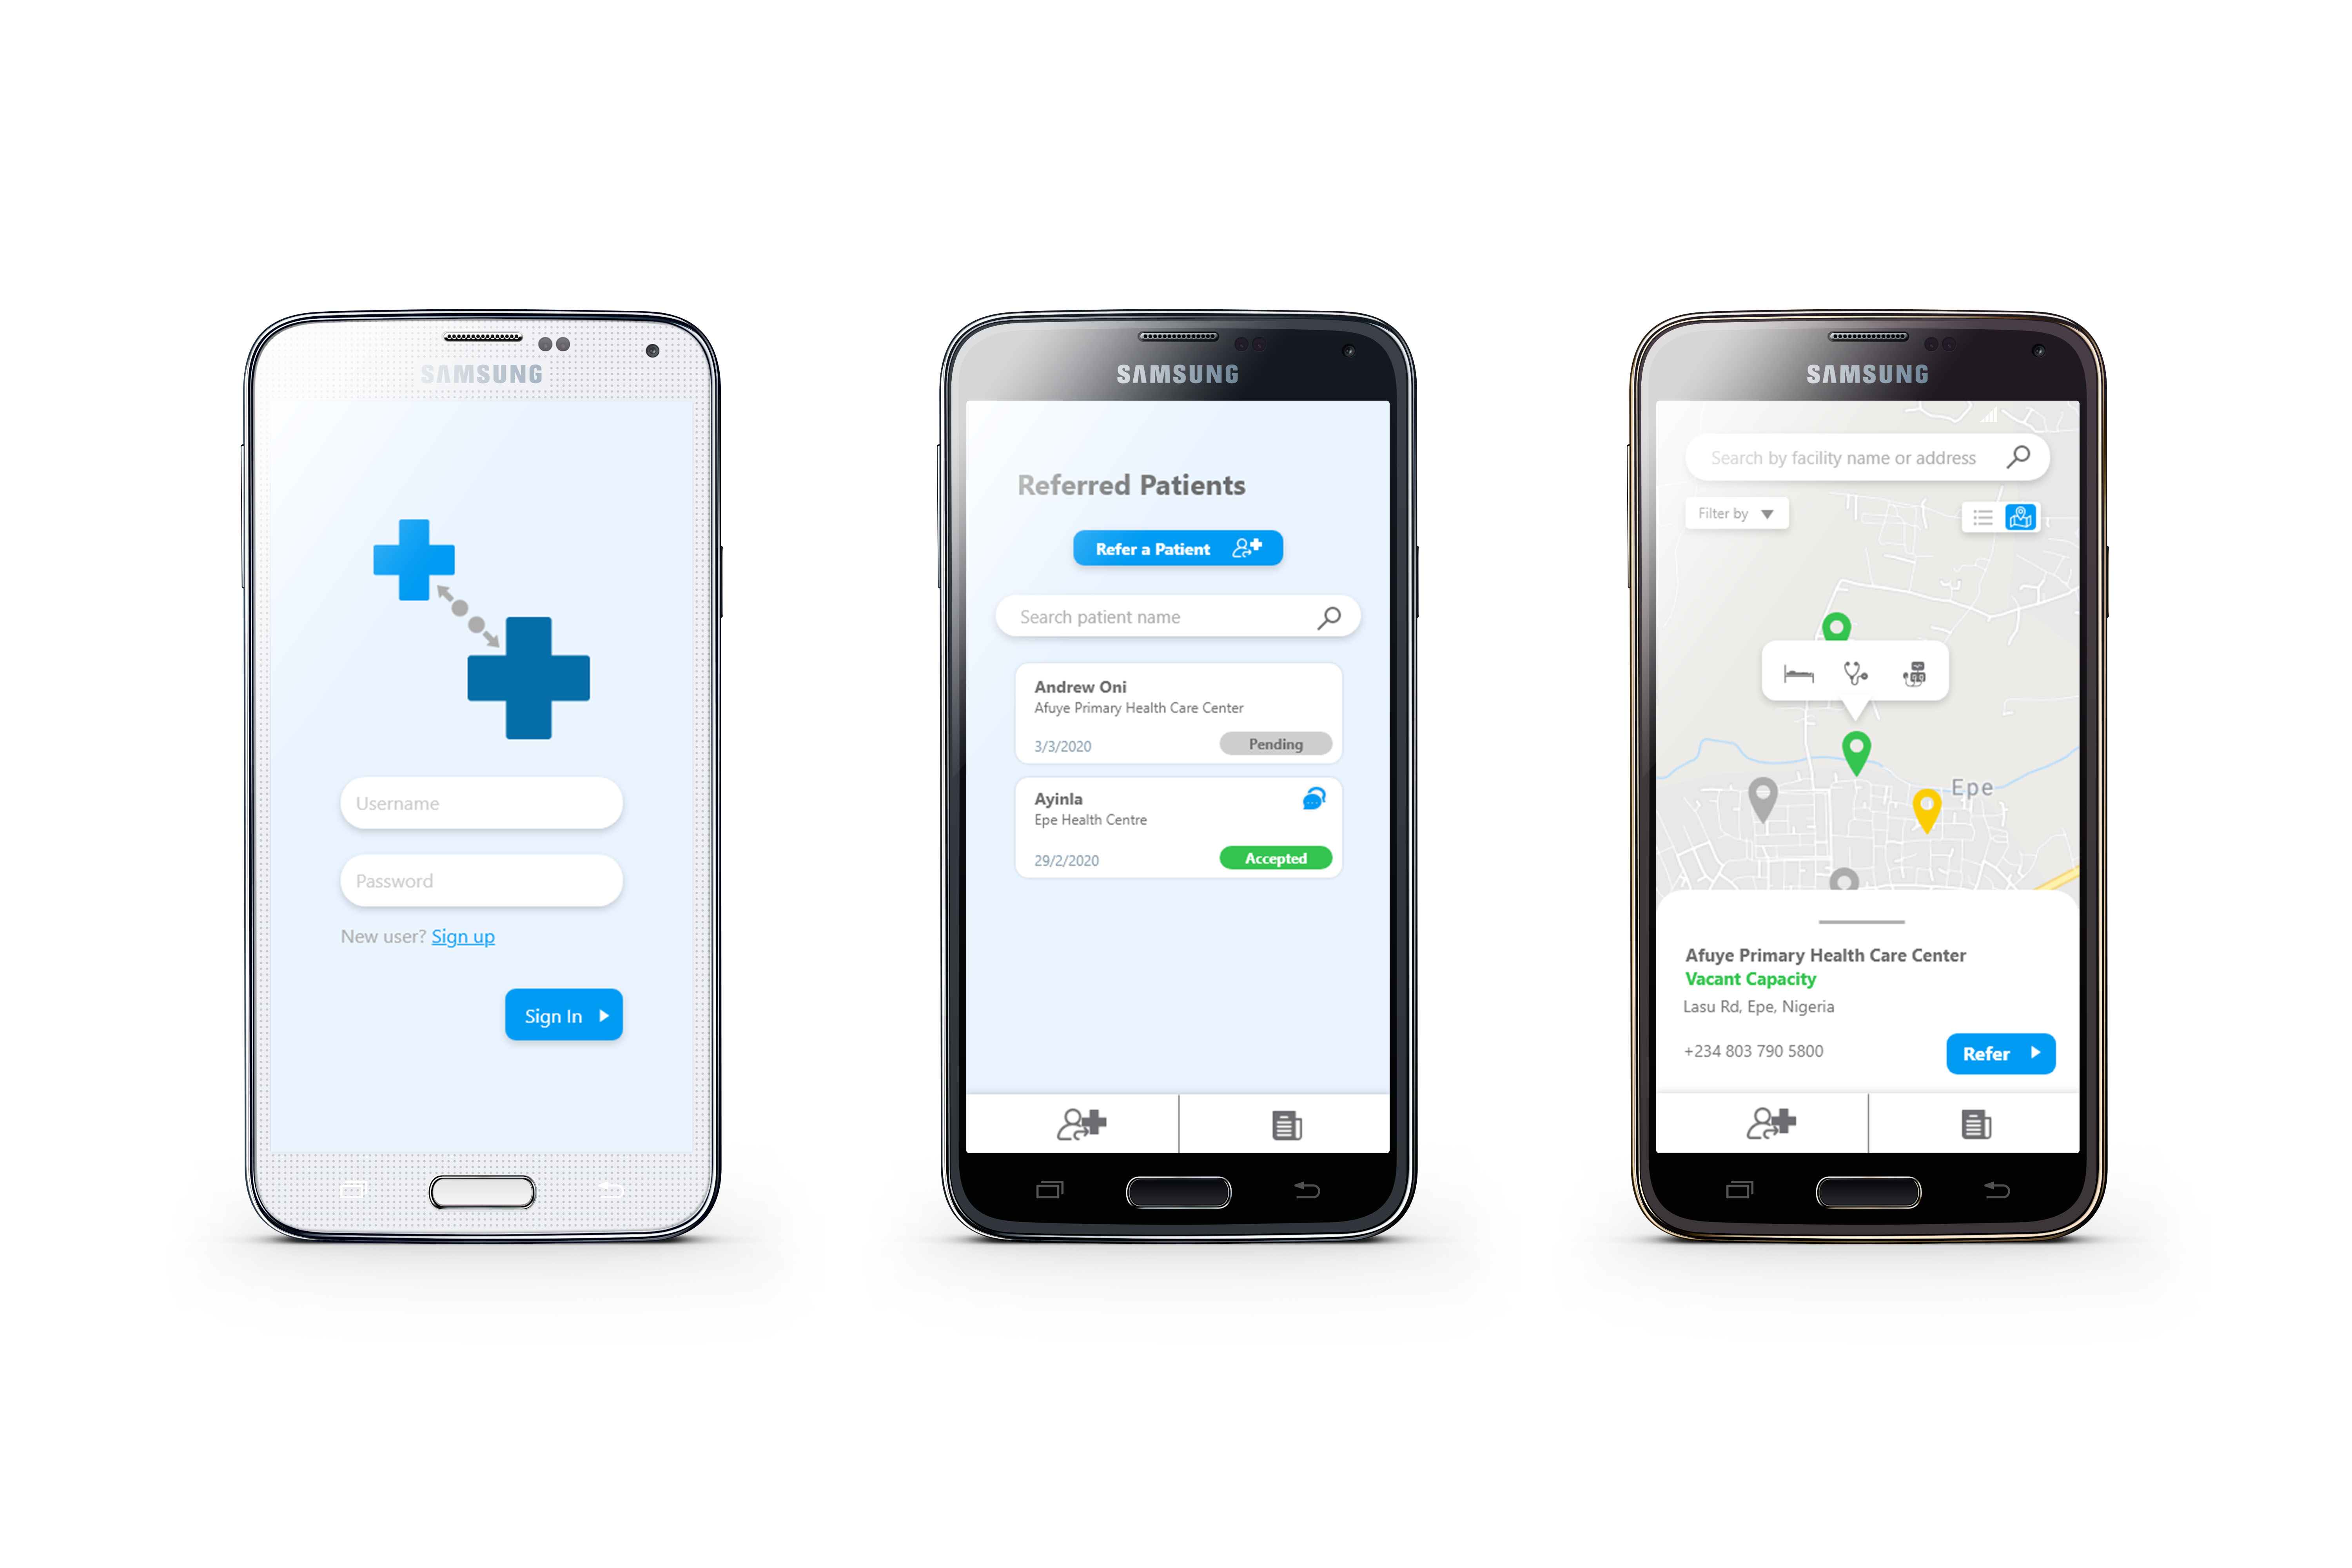 SAMSUNG
Username
Password
New user? Sign up
Sign In
SAMSUNG
Referred Patients
Refer a Patient
Search patient name
Andrew Oni
Afuye Primary Health Care Center
3/3/2020
Pending
Ayinla
Epe Health Centre
29/2/2020
Accepted
SAMSUNG
Search by facility name or address
Filter by
Epe
Afuye Primary Health Care Center
Vacant Capacity
Lasu Rd, Epe, Nigeria
+234 803 790 5800
Refer